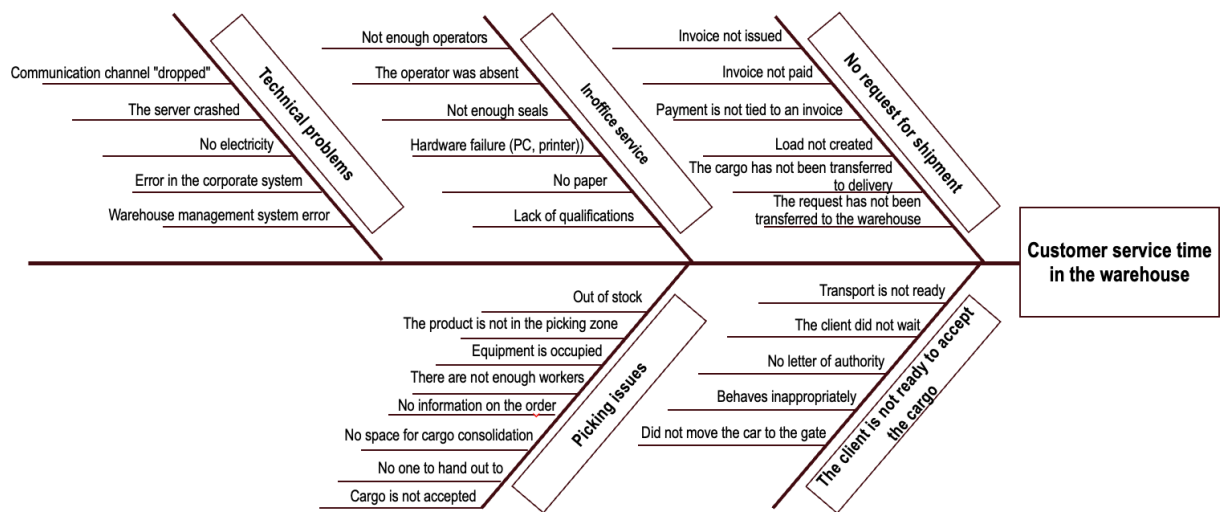 Technical problems
Communication channel "dropped"
The server crashed
No electricity
Error in the corporate system
Warehouse management system error
In-office service
Not enough operators
The operator was absent
Not enough seals
Hardware failure (PC, printer))
No paper
Lack of qualifications
No request for shipment
Invoice not issued
Invoice not paid
Payment is not tied to an invoice
Load not created
The cargo has not been transferred
to delivery
The request has not been
transferred to the warehouse
Customer service time
in the warehouse
Picking issues
Out of stock
The product is not in the picking zone
Equipment is occupied
There are not enough workers
No information on the order
No space for cargo consolidation
No one to hand out to
Cargo is not accepted
The client is not ready to accept
the cargo
Transport is not ready
The client did not wait
No letter of authority
Behaves inappropriately
Did not move the car to the gate